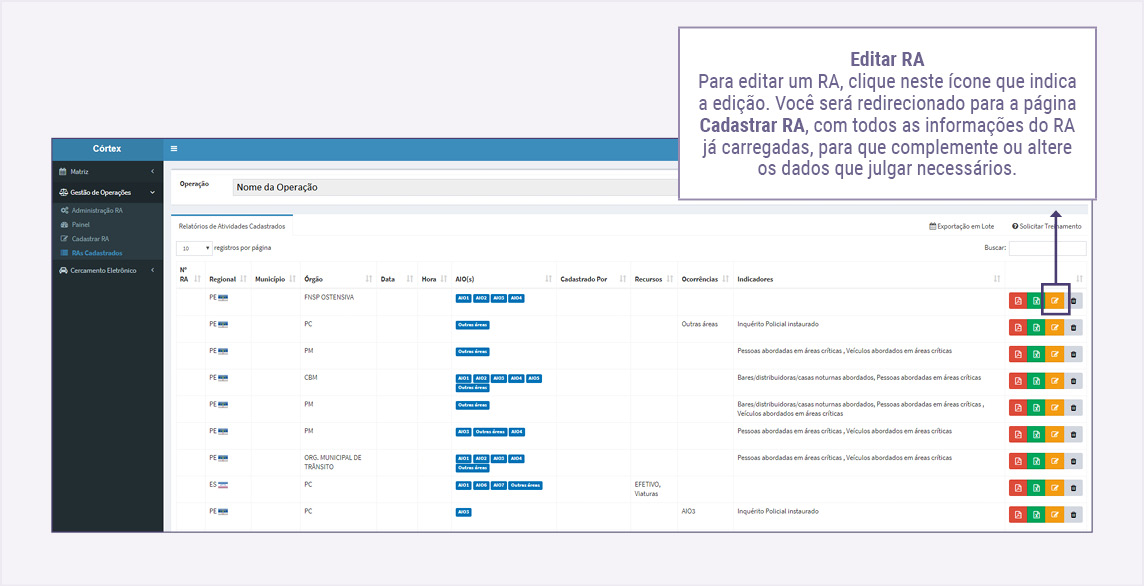 Editar RA
Para editar um RA, clique neste ícone que indica
a edição. Você será redirecionado para a página
Cadastrar RA, com todos as informações do RA
já carregadas, para que complemente ou altere
os dados que julgar necessários.
Córtex
Matriz
Gestão de Operações
Administração RA
Painel
Cadastrar RA
RAs Cadastrados
Cercamento Eletrônico
Operação
Nome da Operação
Relatórios de Atividades Cadastrados
Exportação em Lote
Solicitar Treinamento
10 registros por página
Buscar:
Nº RA Regional Município Órgão Data Hora AIO(s) Cadastrado Por Recursos Ocorrências Indicadores
PE FNSP OSTENSIVA AIO1 AIO2 AIO3 AIO4
PE PC Outras áreas Outras áreas Inquérito Policial instaurado
PE PM Outras áreas Pessoas abordadas em áreas críticas , Veículos abordados em áreas críticas
PE CBM AIO1 AIO2 AIO3 AIO4 AIO5 Bares/distribuidoras/casas noturnas abordados, Pessoas abordadas em áreas críticas
Outras áreas
PE PM Outras áreas Bares/distribuidoras/casas noturnas abordados, Pessoas abordadas em áreas críticas ,
Veículos abordados em áreas críticas
PE PM AIO3 Outras áreas AIO4 Pessoas abordadas em áreas críticas , Veículos abordados em áreas críticas
PE ORG. MUNICIPAL DE AIO1 AIO2 AIO3 AIO4 Pessoas abordadas em áreas críticas , Veículos abordados em áreas críticas
TRÂNSITO Outras áreas
ES PC AIO1 AIO6 AIO7 Outras áreas EFETIVO,
Viaturas
PE PC AIO3 AIO3 Inquérito Policial instaurado